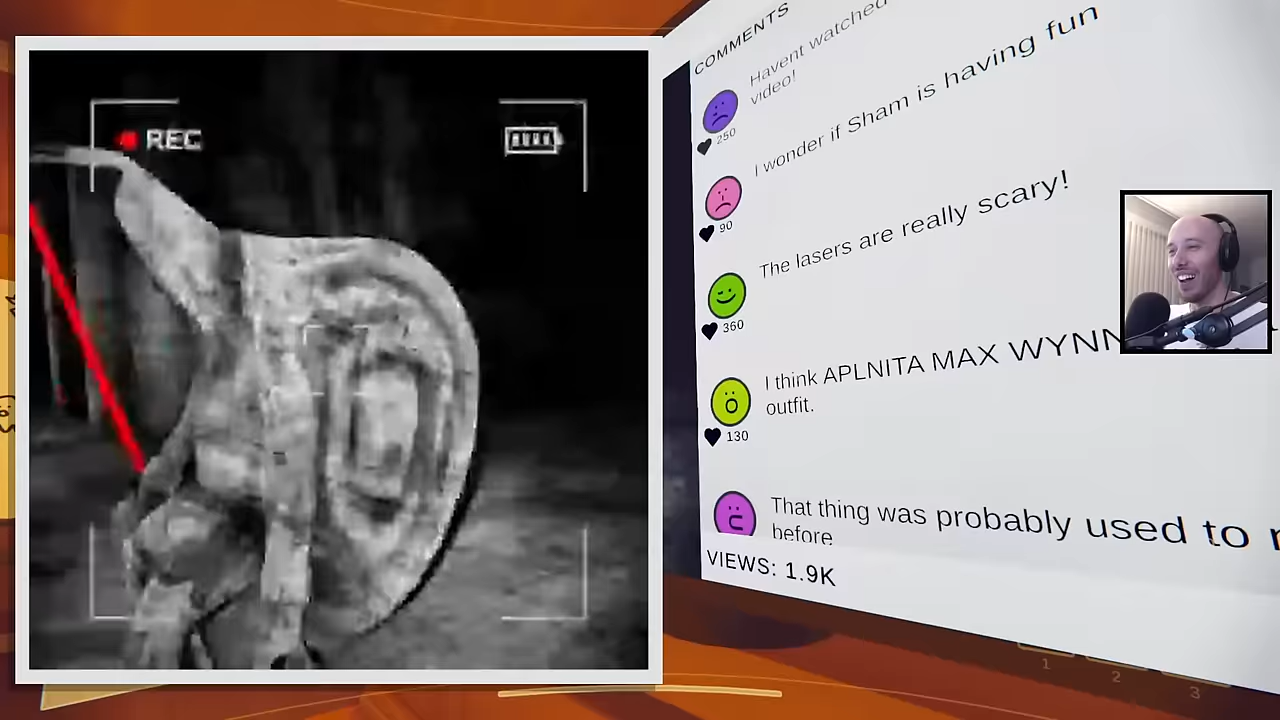 REC
COMMENTS
Havent watched
video!
250
I wonder if Sham is having fun
90
The lasers are really scary!
360
I think APLNITA MAX WYNN
outfit.
130
That thing was probably used to
before
VIEWS: 1.9K
1
2
3